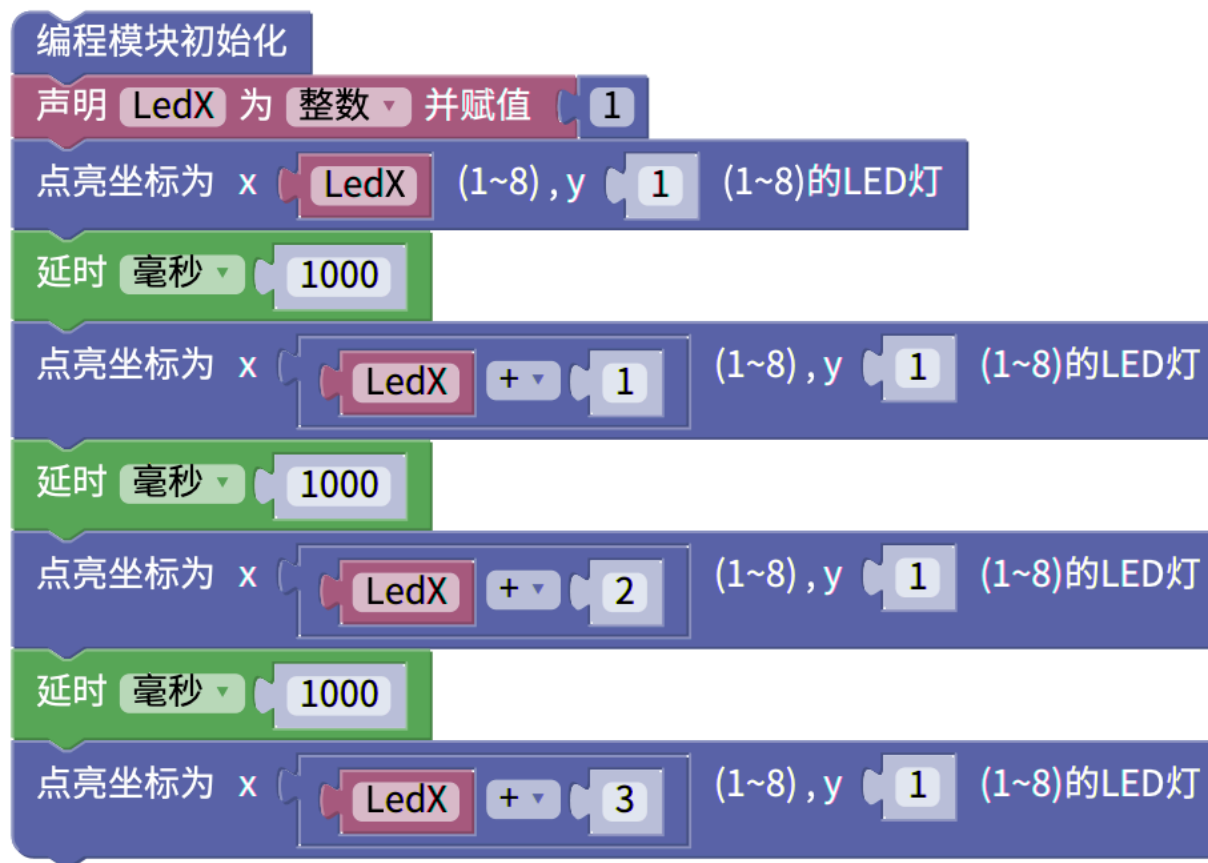 编程模块初始化
声明 LedX 为 整数 并赋值 1
点亮坐标为 x LedX (1~8) , y 1 (1~8)的LED灯
延时 毫秒 1000
点亮坐标为 x LedX + 1 (1~8) , y 1 (1~8)的LED灯
延时 毫秒 1000
点亮坐标为 x LedX + 2 (1~8) , y 1 (1~8)的LED灯
延时 毫秒 1000
点亮坐标为 x LedX + 3 (1~8) , y 1 (1~8)的LED灯